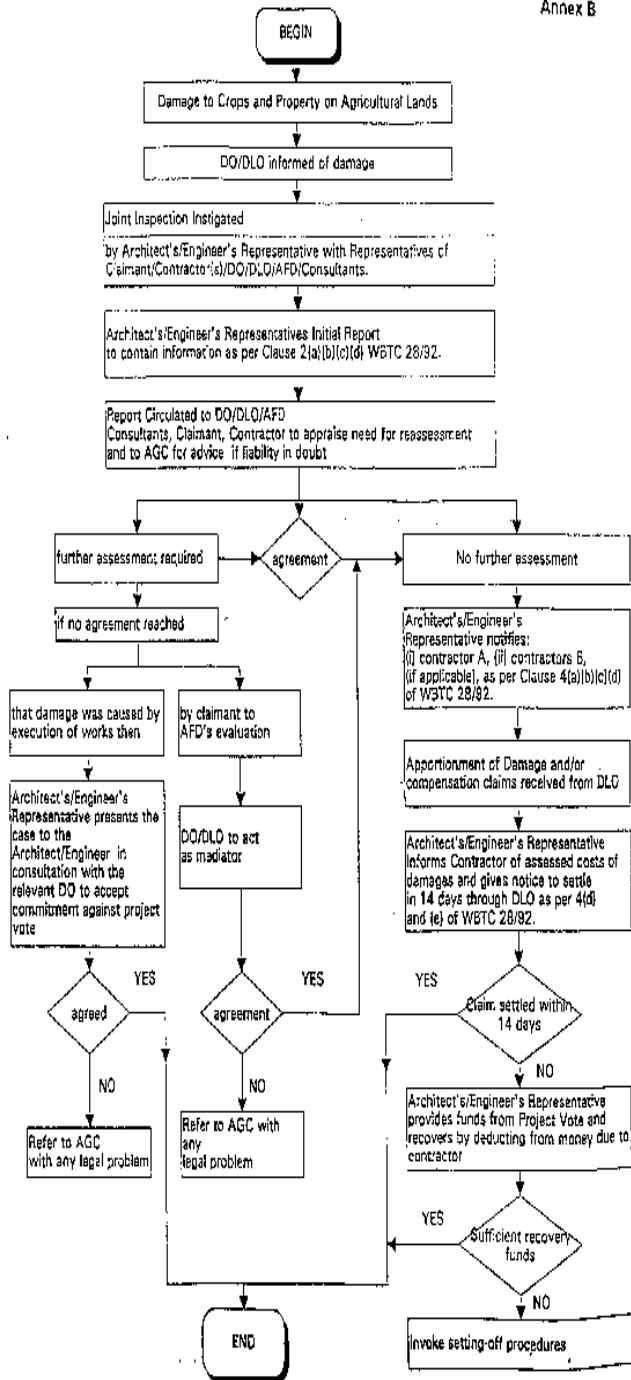 Annex B
BEGIN
Damage to Crops and Property on Agricultural Lands
DO/DLO informed of damage
Joint Inspection Instigated
by Architect's/Engineer's Representative with Representatives of
Claimant/Contractor(s)/DO/DLO/AFD/Consultants.
Architect's/Engineer's Representatives Initial Report
to contain information as per Clause 2(a)(b)(c)(d) WBTC 28/92.
Report Circulated to DO/DLO/AFD
Consultants, Claimant, Contractor to appraise need for reassessment
and to AGC for advice if liability in doubt
further assessment required
agreement
No further assessment
if no agreement reached
that damage was caused by
execution of works then
by claimant to
AFD's evaluation
Architect's/Engineer's
Representative notifies:
(i) contractor A, (ii) contractors B,
(if applicable), as per Clause 4(a)(b)(c)(d)
of WBTC 28/92.
Architect's/Engineer's
Representative presents the
case to the
Architect/Engineer in
consultation with the
relevant DO to accept
commitment against project
vote
DO/DLO to act
as mediator
Apportionment of Damage and/or
compensation claims received from DLO
Architect's/Engineer's Representative
Informs Contractor of assessed costs of
damages and gives notice to settle
in 14 days through DLO as per 4(d)
and (e) of WBTC 28/92.
agreed
YES
NO
Refer to AGC
with any legal problem
agreement
YES
NO
Refer to AGC with
any
legal problem
YES
Claim settled within
14 days
NO
Architect's/Engineer's Representative
provides funds from Project Vote and
recovers by deducting from money due to
contractor
YES
Sufficient recovery
funds
NO
Invoke setting-off procedures
END